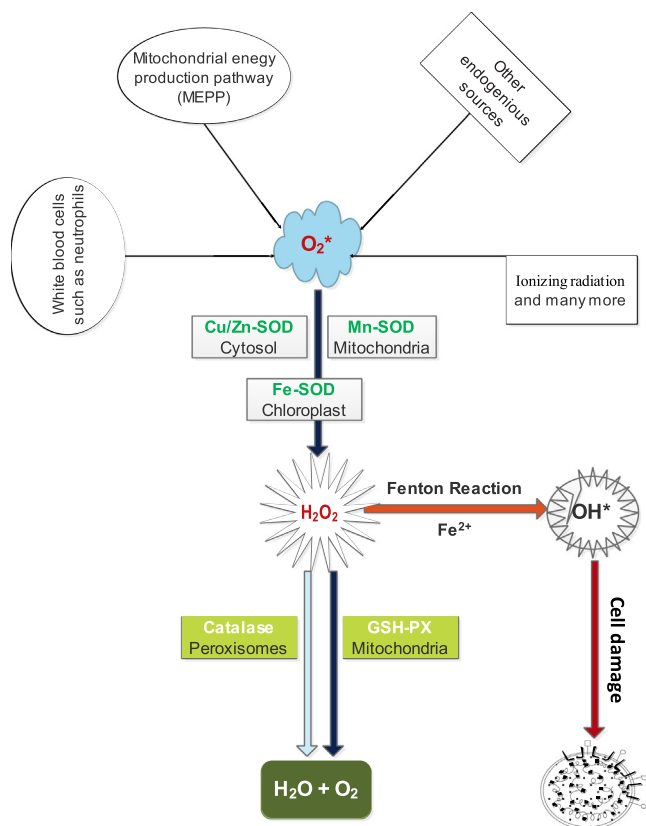 Mitochondrial enegy
production pathway
(MEPP)
Other
endogenious
sources
White blood cells
such as neutrophils
O₂*
Ionizing radiation
and many more
Cu/Zn-SOD
Cytosol
Mn-SOD
Mitochondria
Fe-SOD
Chloroplast
H₂O₂
Fenton Reaction
Fe²⁺
OH*
Catalase
Peroxisomes
GSH-PX
Mitochondria
Cell damage
H₂O + O₂